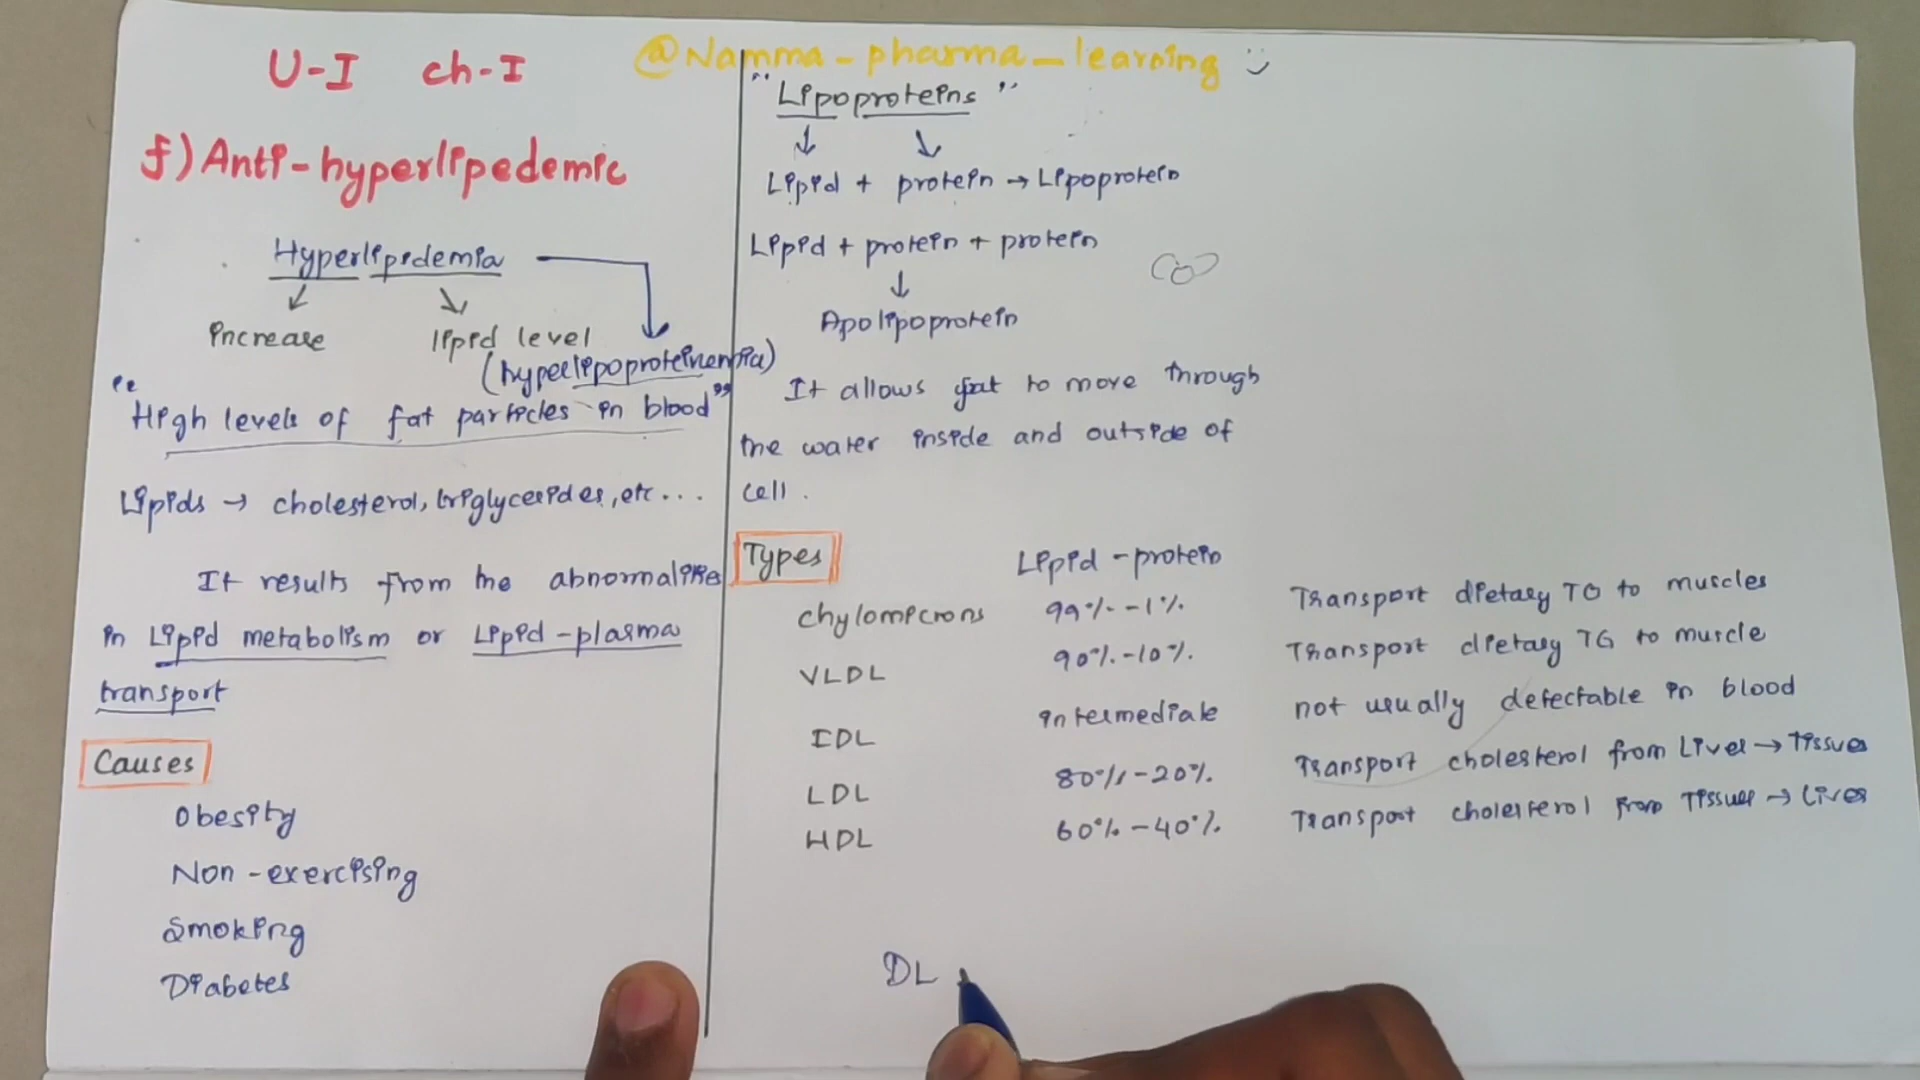 @Namma-pharma-learning
U-I ch-I
f) Anti-hyperlipedemic
Hyperlipedemia
increase lipid level
(hyperlipoproteinemia)
"High levels of fat particles in blood"
Lipids → cholesterol, triglycerides, etc...
It results from the abnormalities
in Lipid metabolism or Lipid-plasma
transport
Causes
Obesity
Non-exercising
Smoking
Diabetes
"Lipoproteins"
Lipid + protein → Lipoprotein
Lipid + protein + protein
Apolipoprotein
It allows fat to move through
the water inside and outside of
cell.
Types Lipid-protein
chylomicrons 99%-1% Transport dietary TG to muscles
VLDL 90%-10% Transport dietary TG to muscle
IDL intermediate not usually detectable in blood
LDL 80%-20% Transport cholesterol from Liver → Tissues
HDL 60%-40% Transport cholesterol from Tissues → Liver
DL